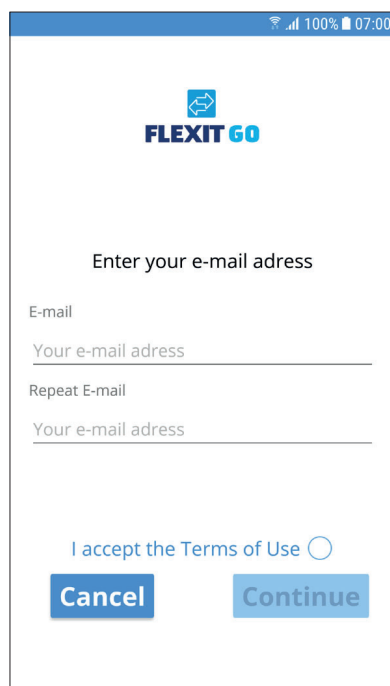 100% 07:00
FLEXIT GO
Enter your e-mail adress
E-mail
Your e-mail adress
Repeat E-mail
Your e-mail adress
I accept the Terms of Use
Cancel Continue